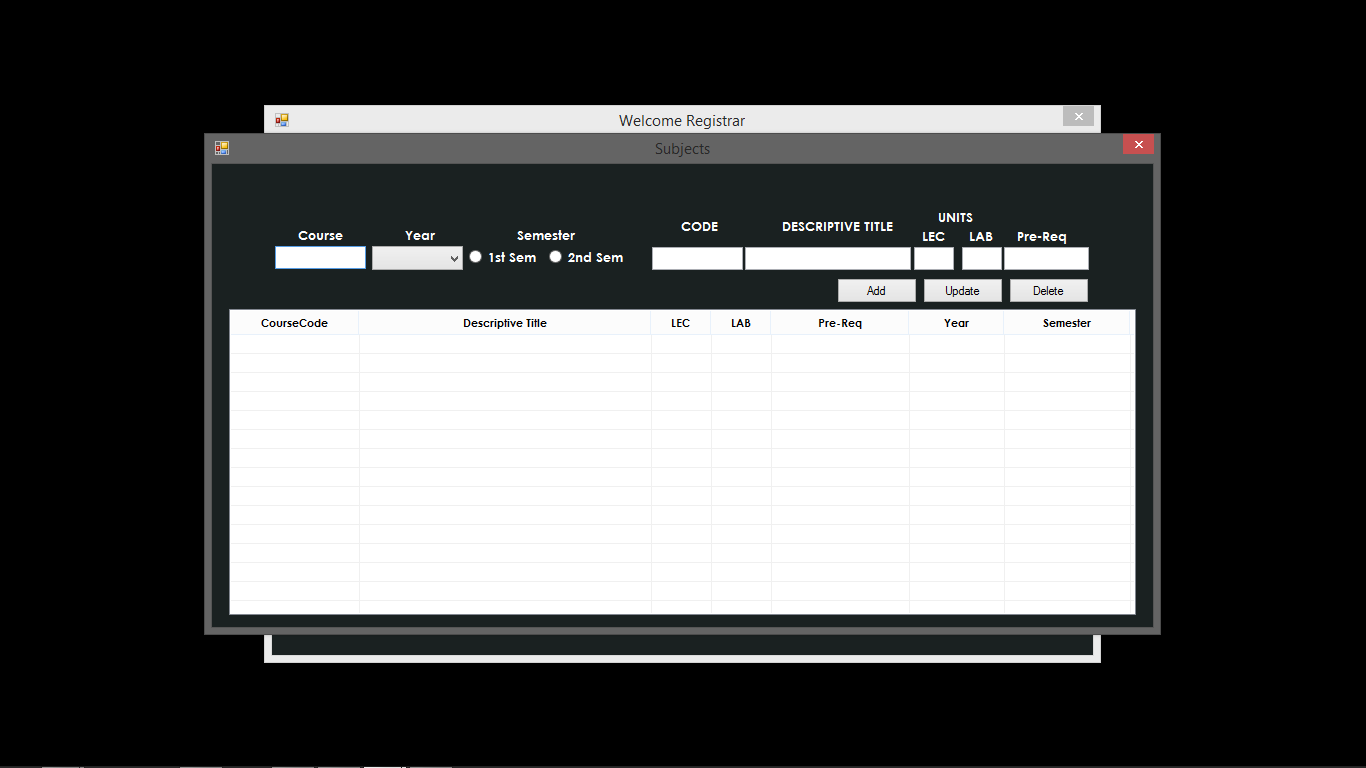 Welcome Registrar
Subjects
UNITS
CODE DESCRIPTIVE TITLE
Course Year Semester LEC LAB Pre-Req
1st Sem 2nd Sem
Add Update Delete
CourseCode Descriptive Title LEC LAB Pre-Req Year Semester